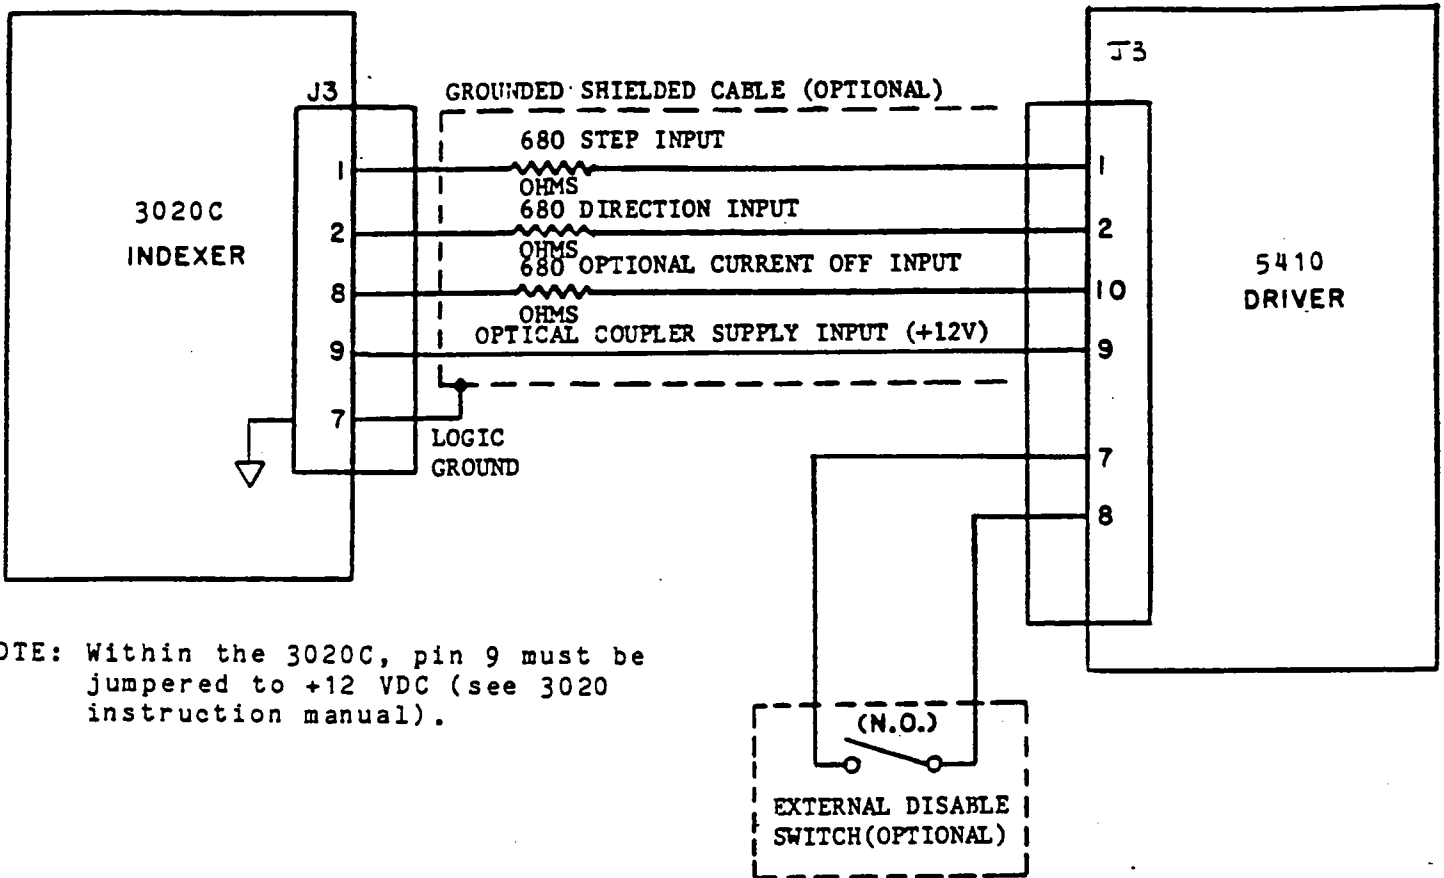 J3
J3
GROUNDED SHIELDED CABLE (OPTIONAL)
680 STEP INPUT
1
1
OHMS
680 DIRECTION INPUT
3020C
INDEXER
2
2
OHMS
680 OPTIONAL CURRENT OFF INPUT
5410
DRIVER
8
10
OHMS
OPTICAL COUPLER SUPPLY INPUT (+12V)
9
9
7
LOGIC
GROUND
7
8
OTE: Within the 3020C, pin 9 must be
jumpered to +12 VDC (see 3020
instruction manual).
(N.O.)
EXTERNAL DISABLE
SWITCH(OPTIONAL)